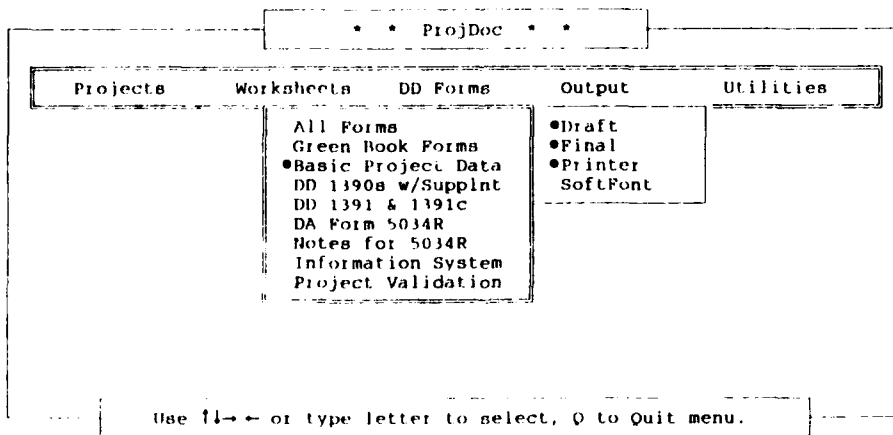 * * ProjDoc * *
Projects Worksheets DD Forms Output Utilities
All Forms
Green Book Forms
•Basic Project Data
DD 1390s w/Supplnt
DD 1391 & 1391c
DA Form 5034R
Notes for 5034R
Information System
Project Validation
•Draft
•Final
•Printer
SoftFont
Use ↑↓→← or type letter to select, Q to Quit menu.